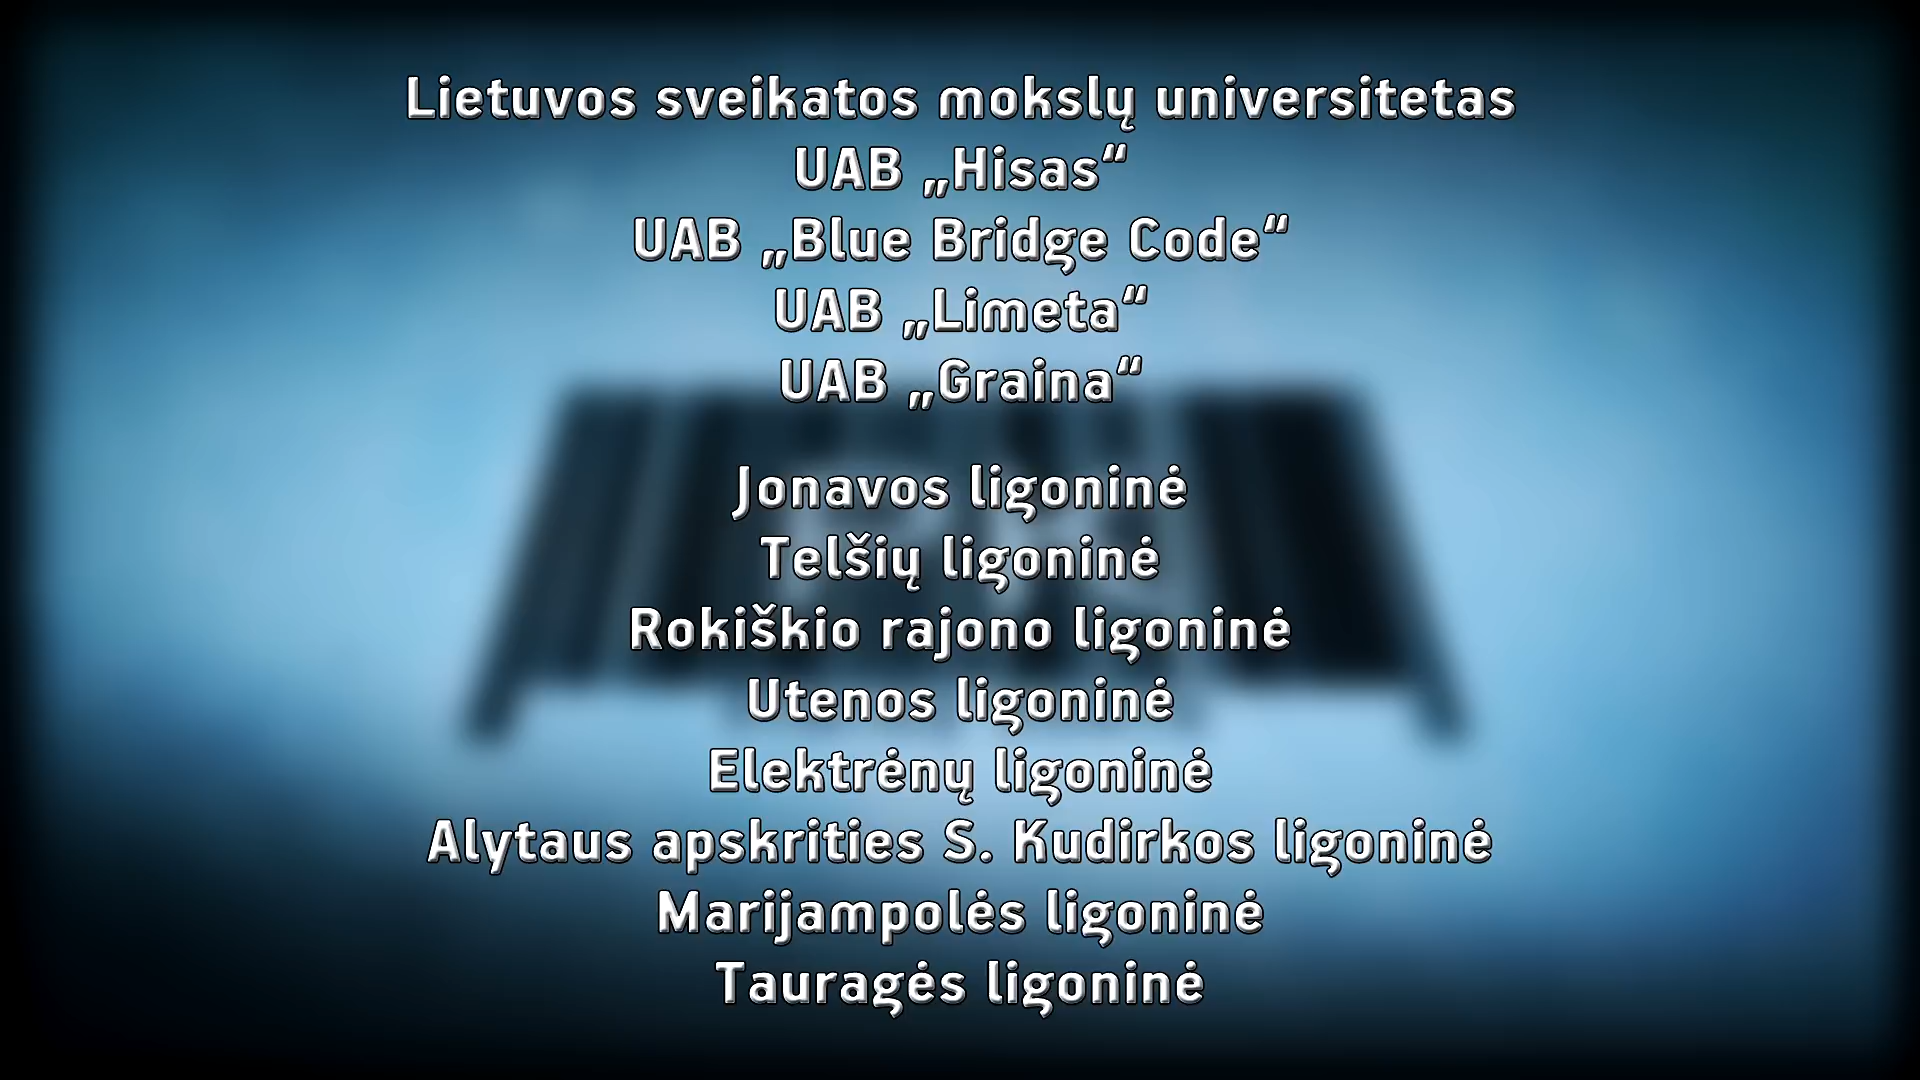 Lietuvos sveikatos mokslų universitetas
UAB „Hisas“
UAB „Blue Bridge Code“
UAB „Limeta“
UAB „Graina“
Jonavos ligoninė
Telšių ligoninė
Rokiškio rajono ligoninė
Utenos ligoninė
Elektrėnų ligoninė
Alytaus apskrities S. Kudirkos ligoninė
Marijampolės ligoninė
Tauragės ligoninė